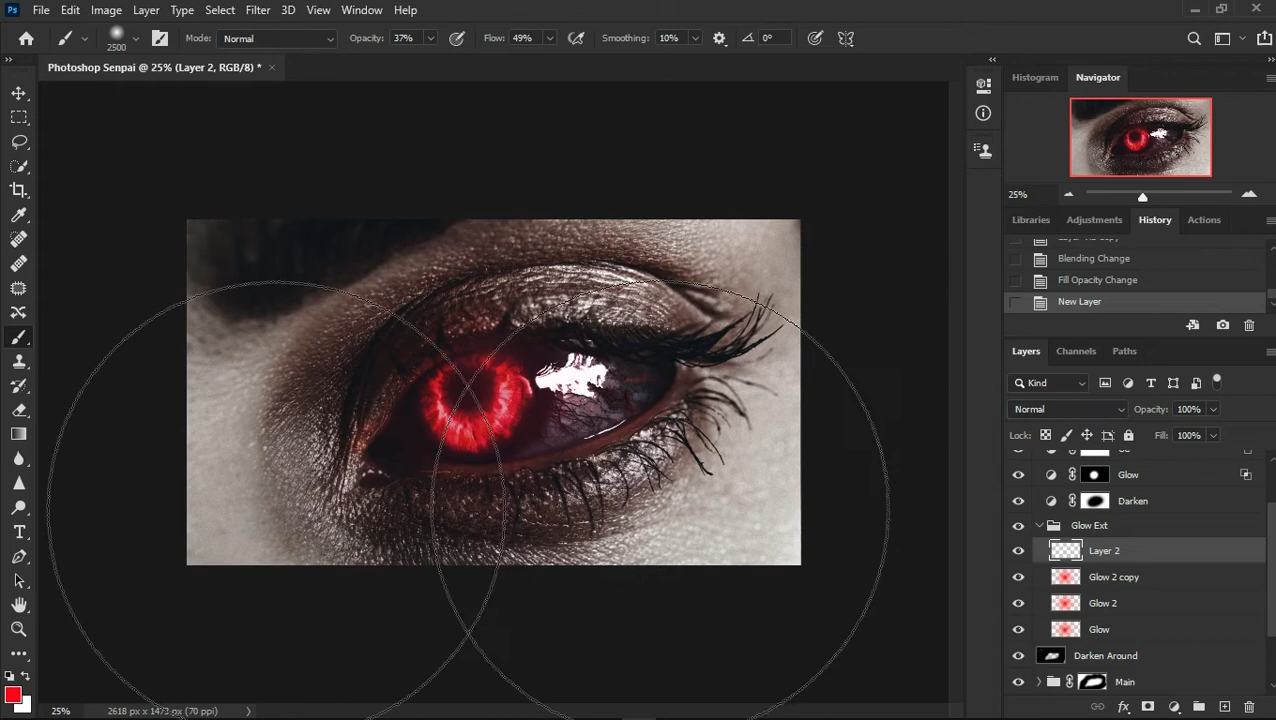 Ps File Edit Image Layer Type Select Filter 3D View Window Help
2500 Mode: Normal Opacity: 37% Flow: 49% Smoothing: 10% 0°
Photoshop Senpai @ 25% (Layer 2, RGB/8) *
Histogram Navigator
25%
Libraries Adjustments History Actions
Blending Change
Fill Opacity Change
New Layer
Layers Channels Paths
Kind
Normal Opacity: 100%
Lock: Fill: 100%
Glow
Darken
Glow Ext
Layer 2
Glow 2 copy
Glow 2
Glow
Darken Around
Main
25% 2618 px x 1473 px (70 ppi)